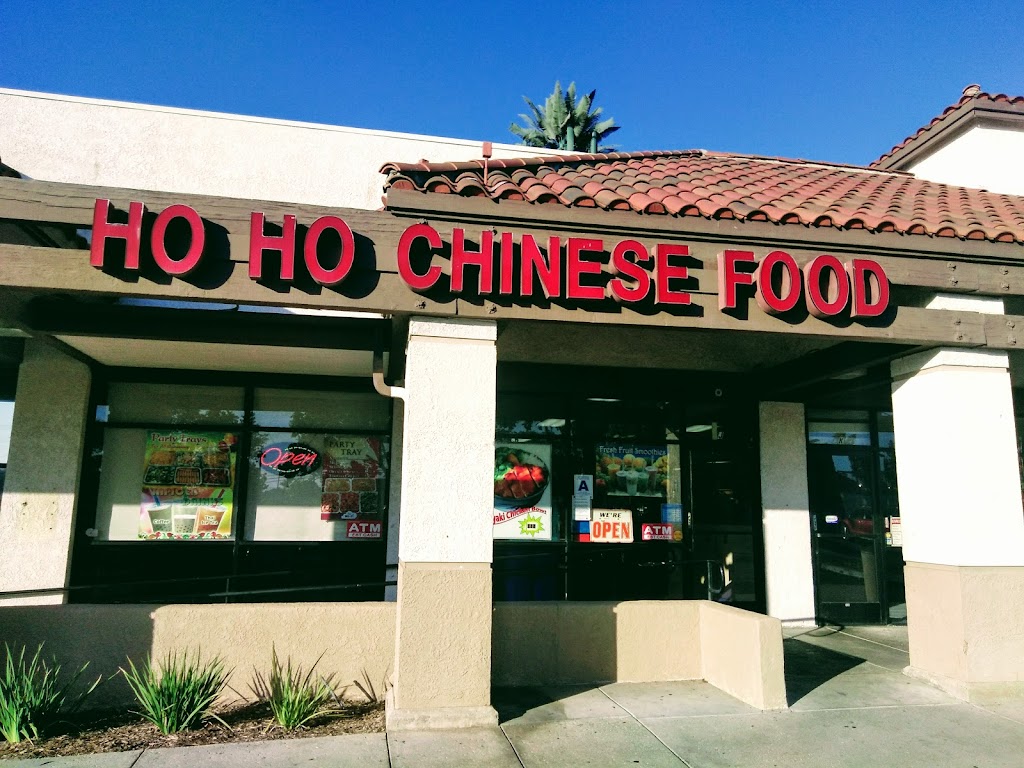 HO HO CHINESE FOOD
Party Trays
Open
PARTY
TRAY
ATM
Fresh Fruit Smoothies
A
WE'RE
OPEN
ATM